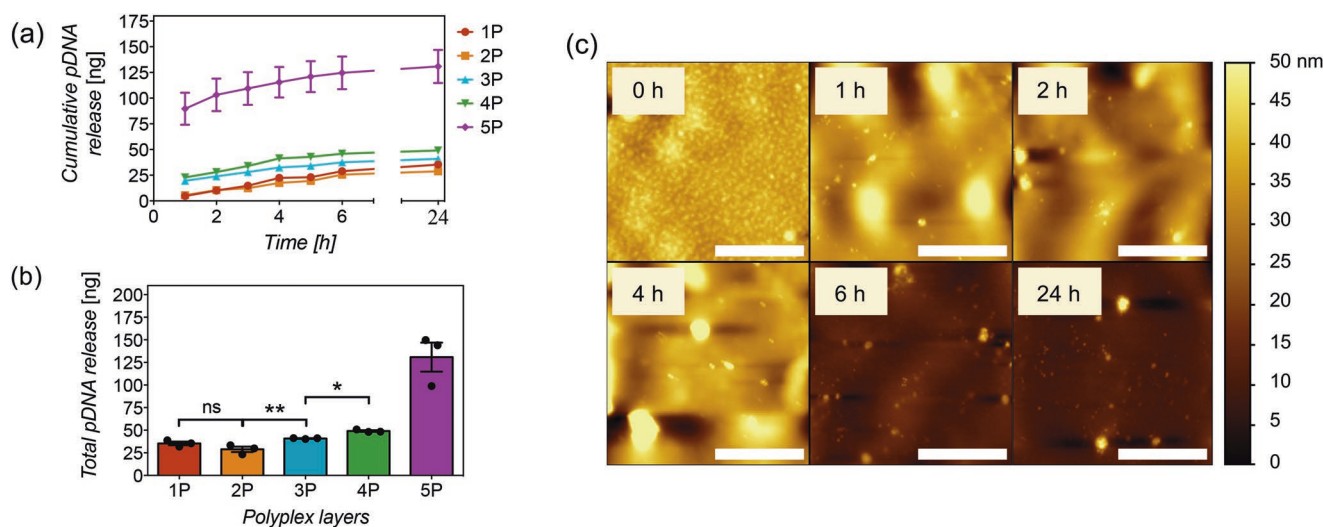 (a)
Cumulative pDNA
release [ng]
175
150
125
100
75
50
25
0
0
2
4
6
24
Time [h]
1P
2P
3P
4P
5P
(b)
Total pDNA release [ng]
200
175
150
125
100
75
50
25
0
ns
**
*
1P
2P
3P
4P
5P
Polyplex layers
(c)
0 h
1 h
2 h
4 h
6 h
24 h
50 nm
45
40
35
30
25
20
15
10
5
0